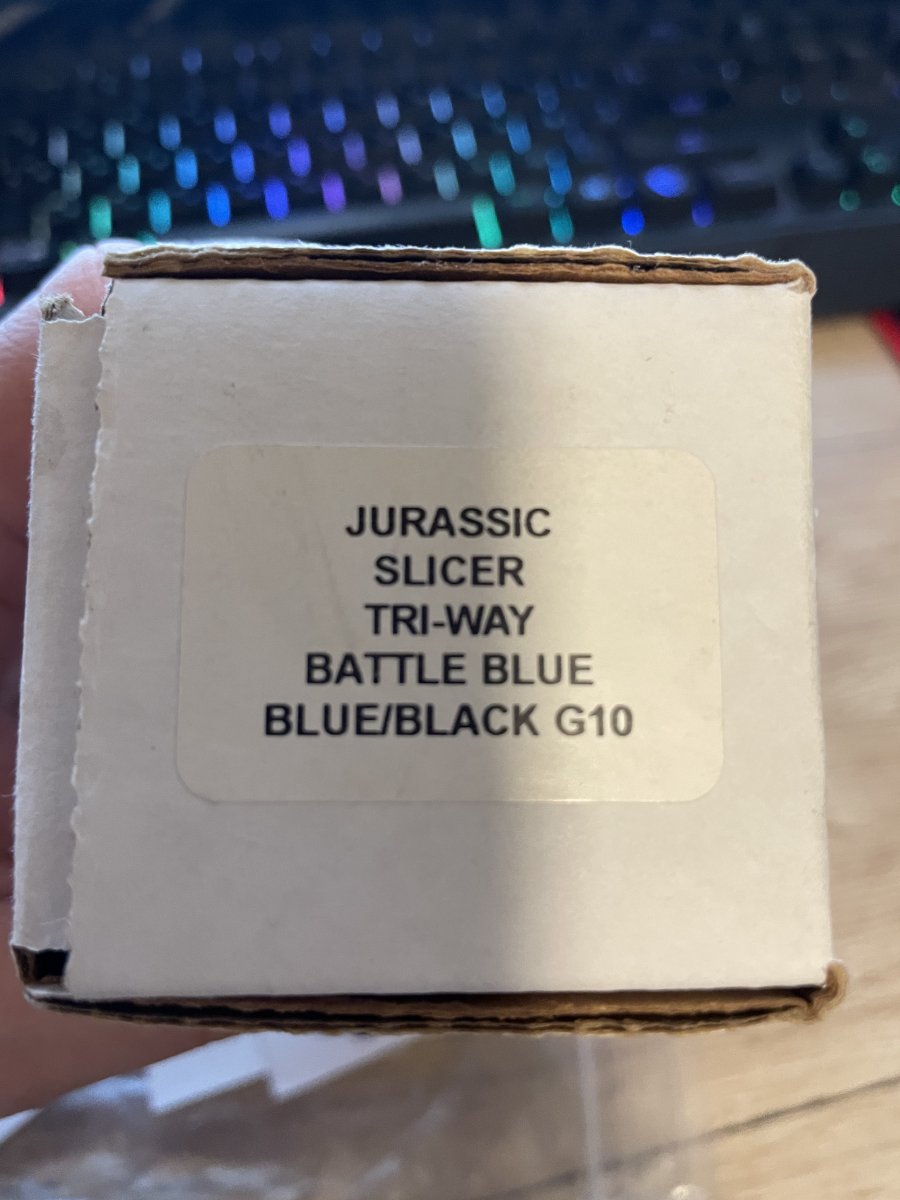 JURASSIC
SLICER
TRI-WAY
BATTLE BLUE
BLUE/BLACK G10